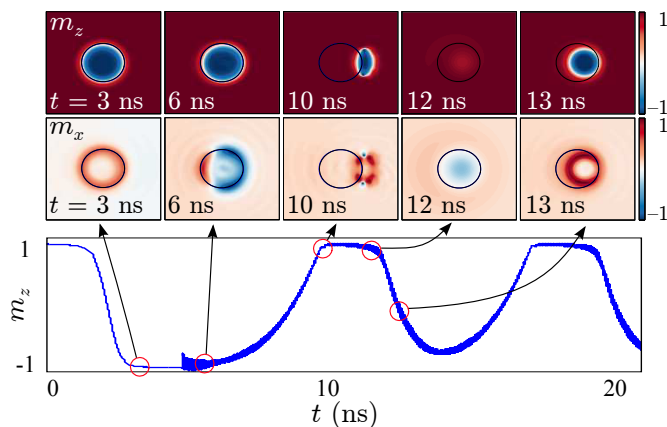 m_z
t = 3 ns
6 ns
10 ns
12 ns
13 ns
1
−1
m_x
t = 3 ns
6 ns
10 ns
12 ns
13 ns
1
−1
m_z
1
-1
0
10
20
t (ns)